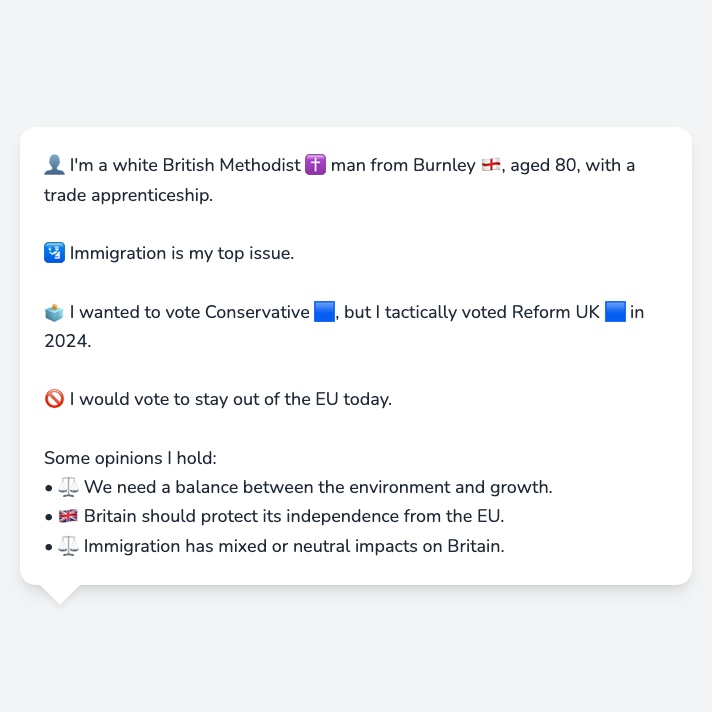 👤 I'm a white British Methodist ✝️ man from Burnley 🏴󠁧󠁢󠁥󠁮󠁧󠁿, aged 80, with a
trade apprenticeship.
🛂 Immigration is my top issue.
🗳️ I wanted to vote Conservative 🟦, but I tactically voted Reform UK 🟦 in
2024.
🚫 I would vote to stay out of the EU today.
Some opinions I hold:
• ⚖️ We need a balance between the environment and growth.
• 🇬🇧 Britain should protect its independence from the EU.
• ⚖️ Immigration has mixed or neutral impacts on Britain.